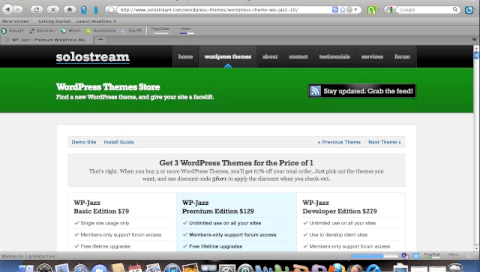 http://www.solostream.com/wordpress-themes/wordpress-theme-wp-jazz-10/
Google
Most Visited Getting Started Latest Headlines
WP-Jazz | Premium WordPress
solostream
home wordpress themes about contact testimonials services forum
WordPress Themes Store
Find a new WordPress theme, and give your site a facelift.
Stay updated. Grab the feed!
Demo Site Install Guide
« Previous Theme Next Theme »
Get 3 WordPress Themes for the Price of 1
That's right. When you buy 3 or more WordPress Themes, you'll get 67% off your total order. Just pick out the themes you
want, and use discount code 3for1 to apply the discount when you check-out.
WP-Jazz
Basic Edition $79
✓ Single site usage only
✓ Members-only support forum access
✓ Free lifetime upgrades
WP-Jazz
Premium Edition $129
✓ Unlimited use on all your sites
✓ Members-only support forum access
✓ Free lifetime upgrades
WP-Jazz
Developer Edition $279
✓ Unlimited use on all your sites
✓ Use to develop client sites
✓ Members-only support forum access